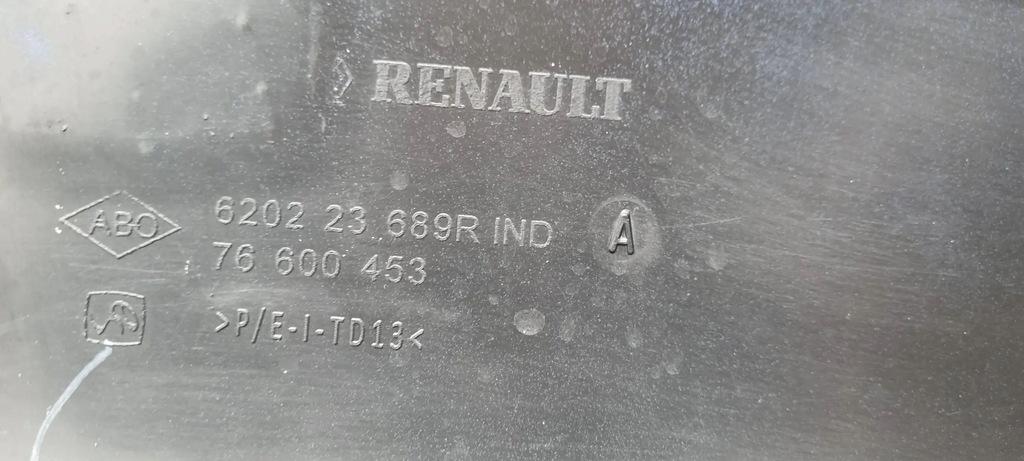 RENAULT
ABO 6202 23 689R IND A
76 600 453
>P/E-I-TD13<